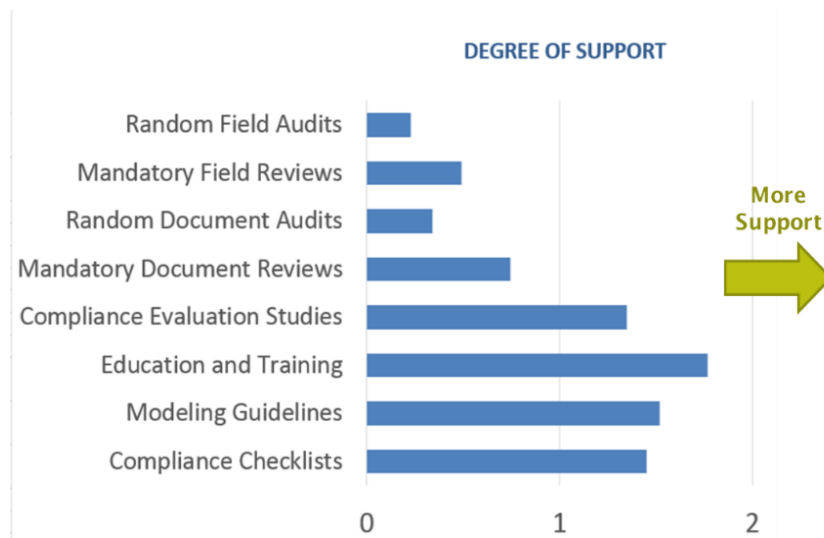 DEGREE OF SUPPORT
Random Field Audits
Mandatory Field Reviews
Random Document Audits
Mandatory Document Reviews
Compliance Evaluation Studies
Education and Training
Modeling Guidelines
Compliance Checklists
0 1 2
More
Support